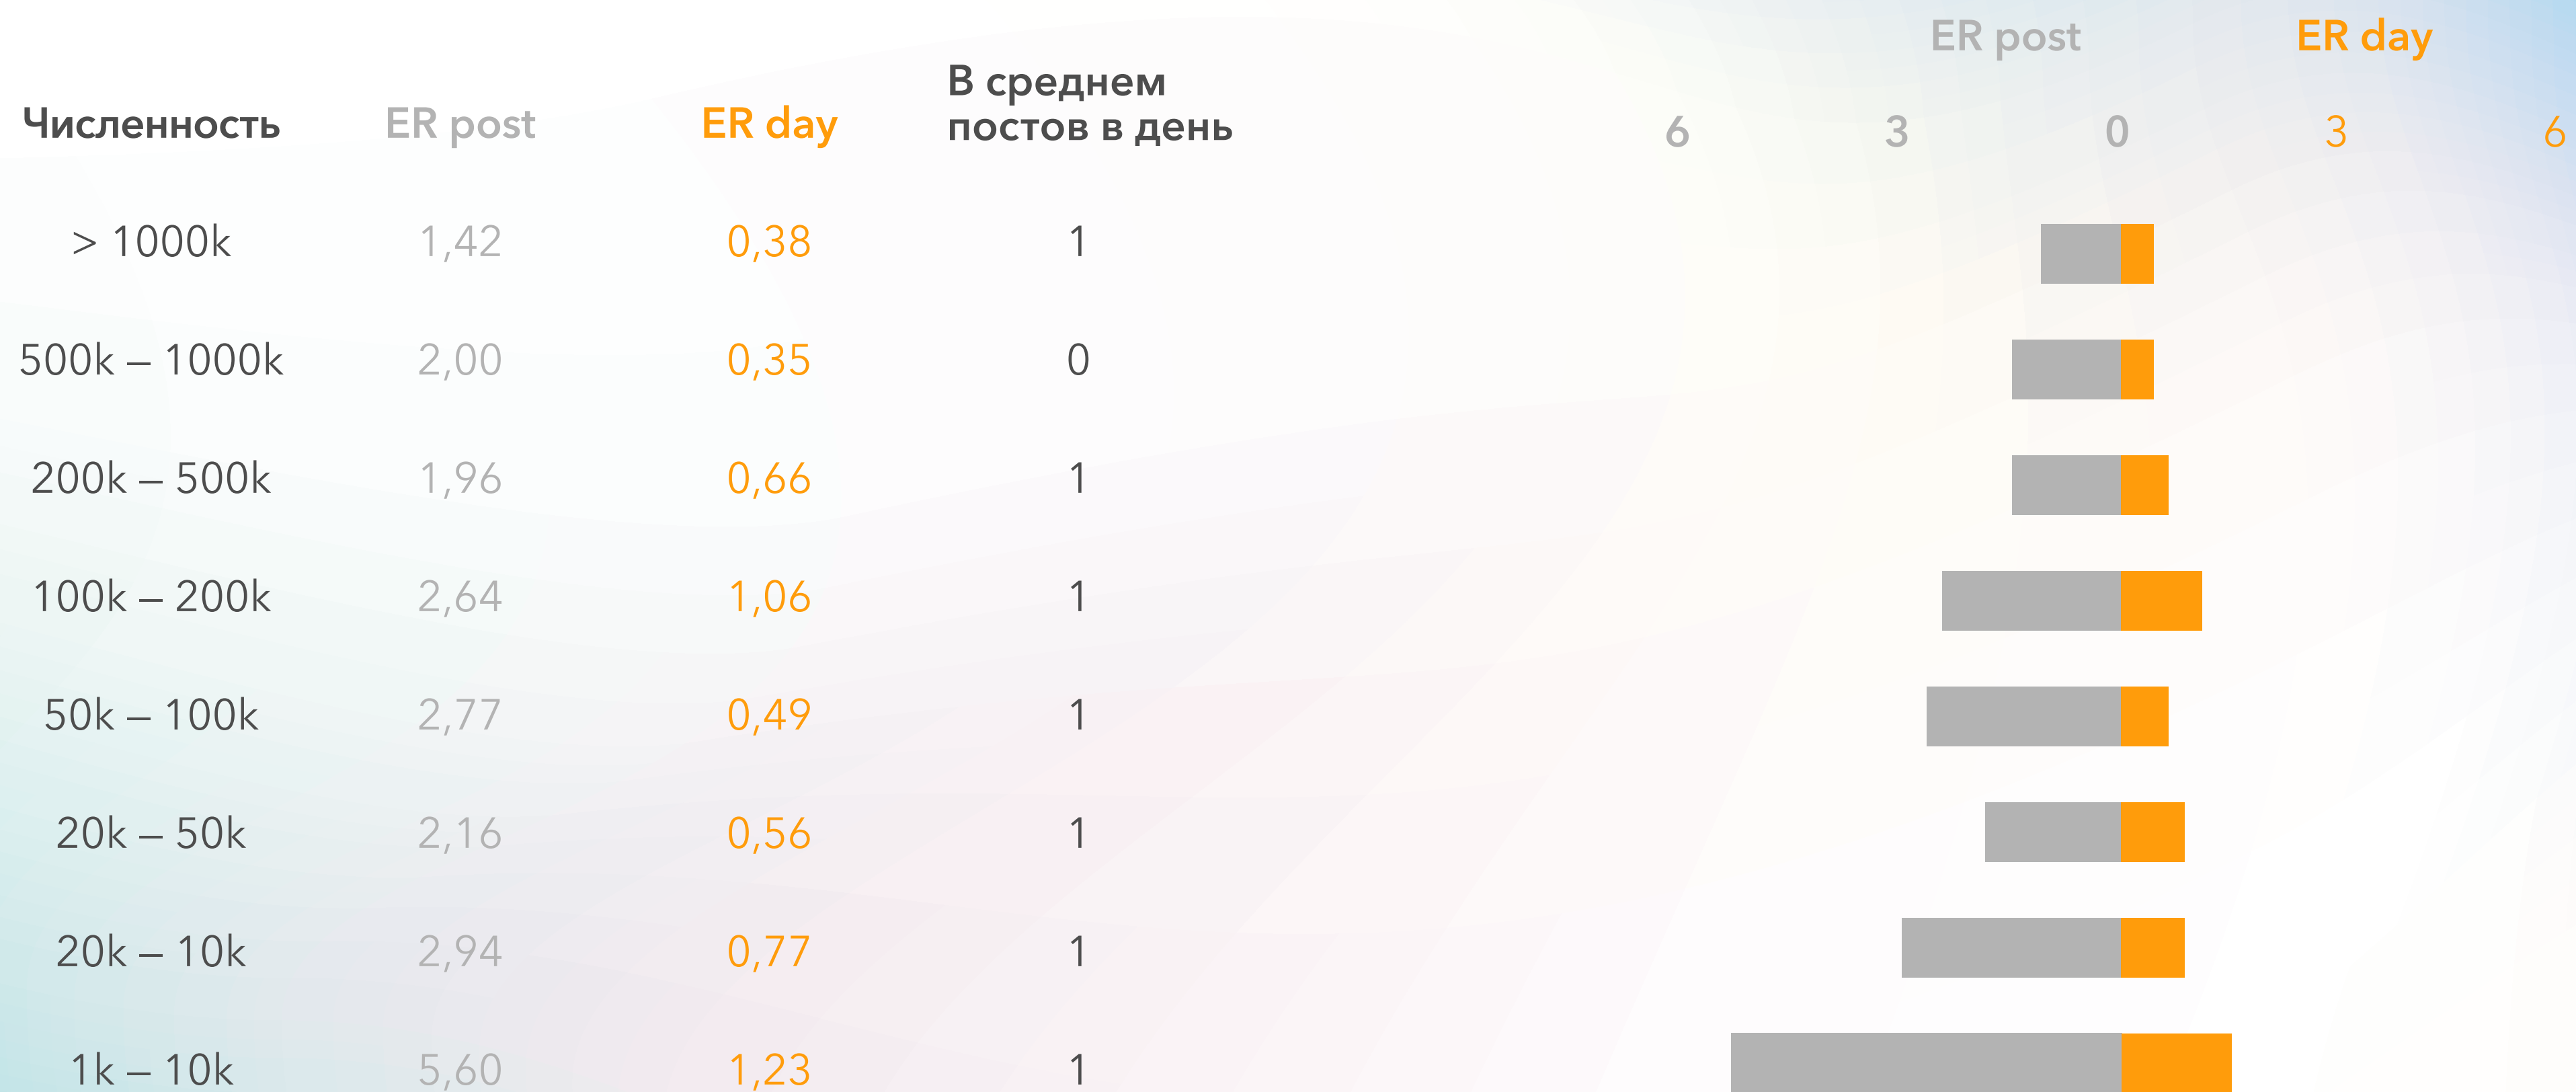 ER post ER day
Численность ER post ER day В среднем
постов в день
6 3 0 3 6
> 1000k 1,42 0,38 1
500k – 1000k 2,00 0,35 0
200k – 500k 1,96 0,66 1
100k – 200k 2,64 1,06 1
50k – 100k 2,77 0,49 1
20k – 50k 2,16 0,56 1
20k – 10k 2,94 0,77 1
1k – 10k 5,60 1,23 1